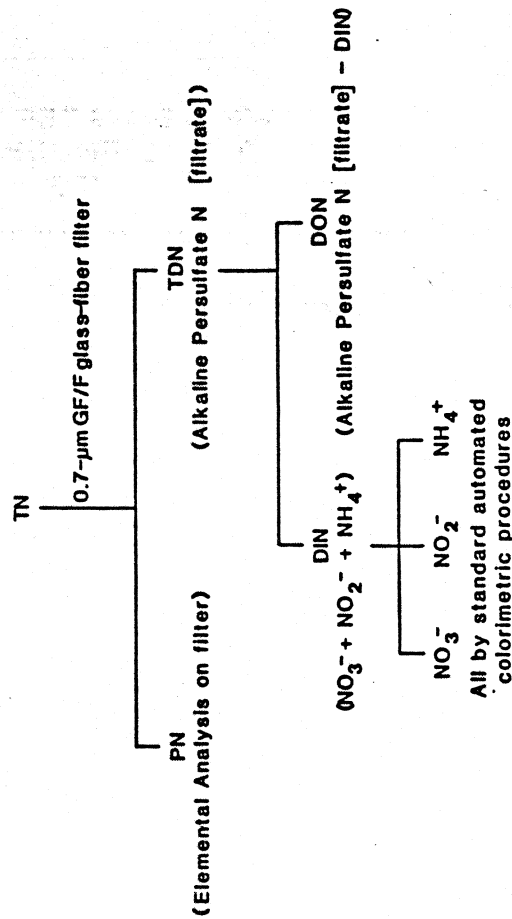 TN
0.7-μm GF/F glass-fiber filter
PN
(Elemental Analysis on filter)
TDN
(Alkaline Persulfate N [filtrate])
DIN
(NO₃⁻ + NO₂⁻ + NH₄⁺)
DON
(Alkaline Persulfate N [filtrate] − DIN)
NO₃⁻ NO₂⁻ NH₄⁺
All by standard automated
colorimetric procedures